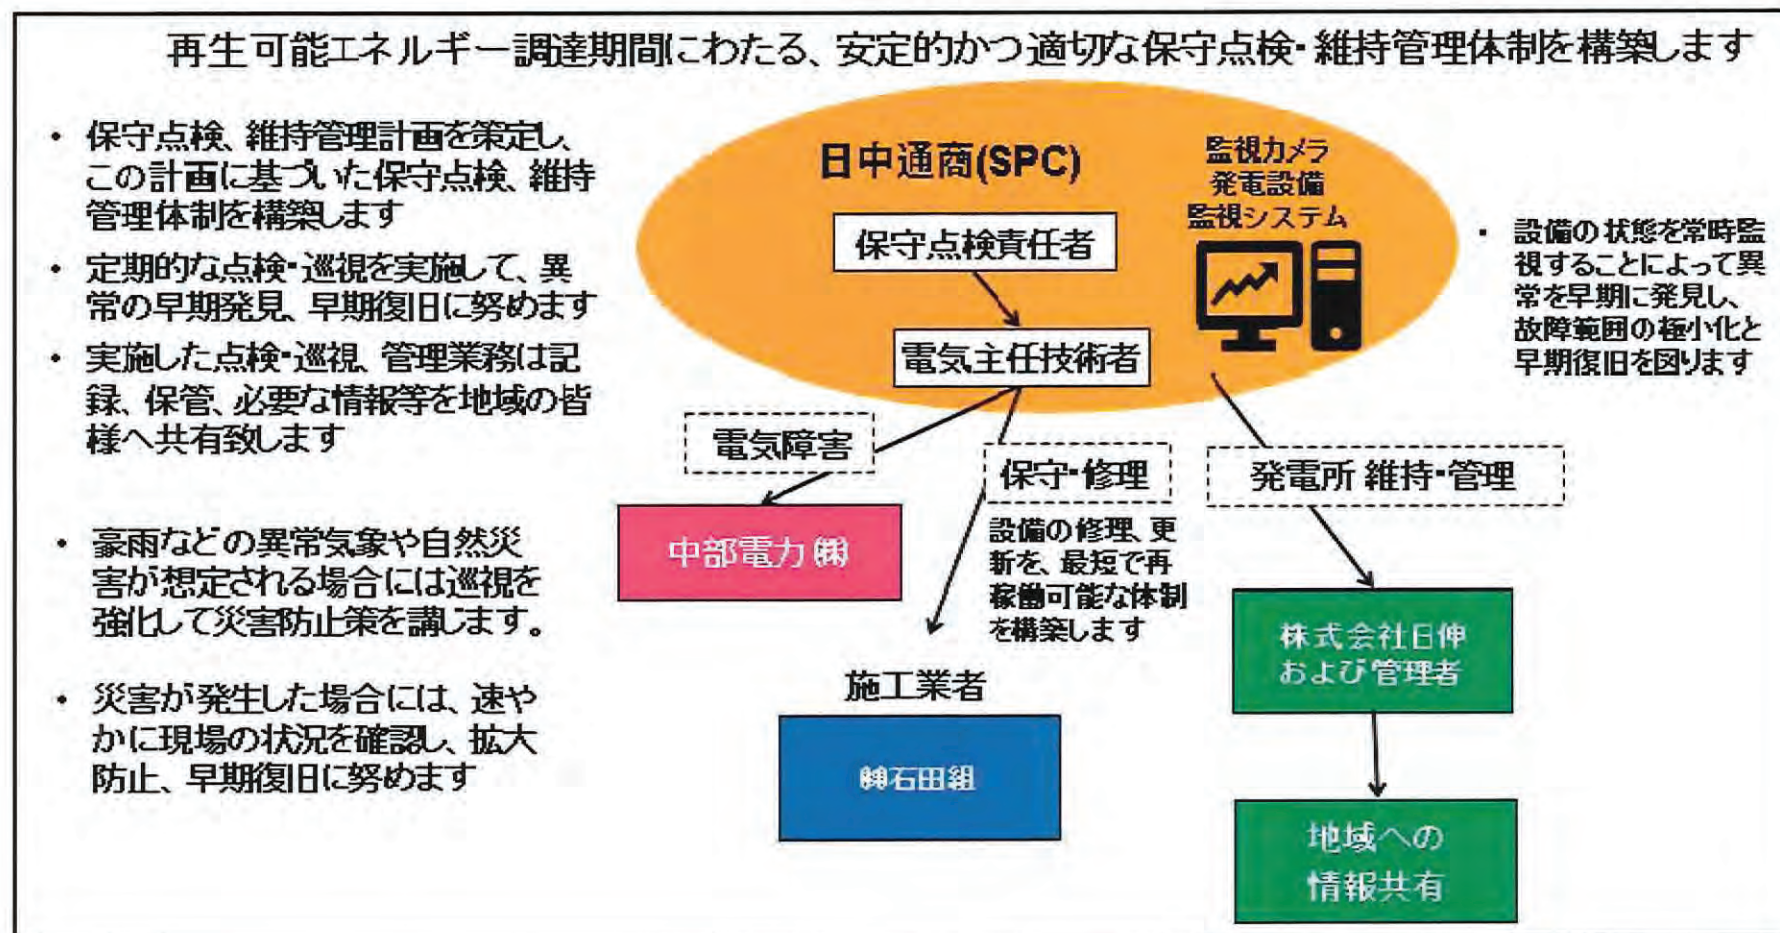 再生可能エネルギー調達期間にわたる、安定的かつ適切な保守点検・維持管理体制を構築します
・ 保守点検、維持管理計画を策定し、
この計画に基づいた保守点検、維持
管理体制を構築します
・ 定期的な点検・巡視を実施して、異
常の早期発見、早期復旧に努めます
・ 実施した点検・巡視、管理業務は記
録、保管、必要な情報等を地域の皆
様へ共有致します
・ 豪雨などの異常気象や自然災
害が想定される場合には巡視を
強化して災害防止策を講じます。
・ 災害が発生した場合には、速や
かに現場の状況を確認し、拡大
防止、早期復旧に努めます
日中通商(SPC)
保守点検責任者
電気主任技術者
監視カメラ
発電設備
監視システム
・ 設備の状態を常時監
視することによって異
常を早期に発見し、
故障範囲の極小化と
早期復旧を図ります
電気障害
保守・修理
発電所 維持・管理
中部電力㈱
設備の修理、更
新を、最短で再
稼働可能な体制
を構築します
施工業者
㈱石田組
株式会社日伸
および管理者
地域への
情報共有